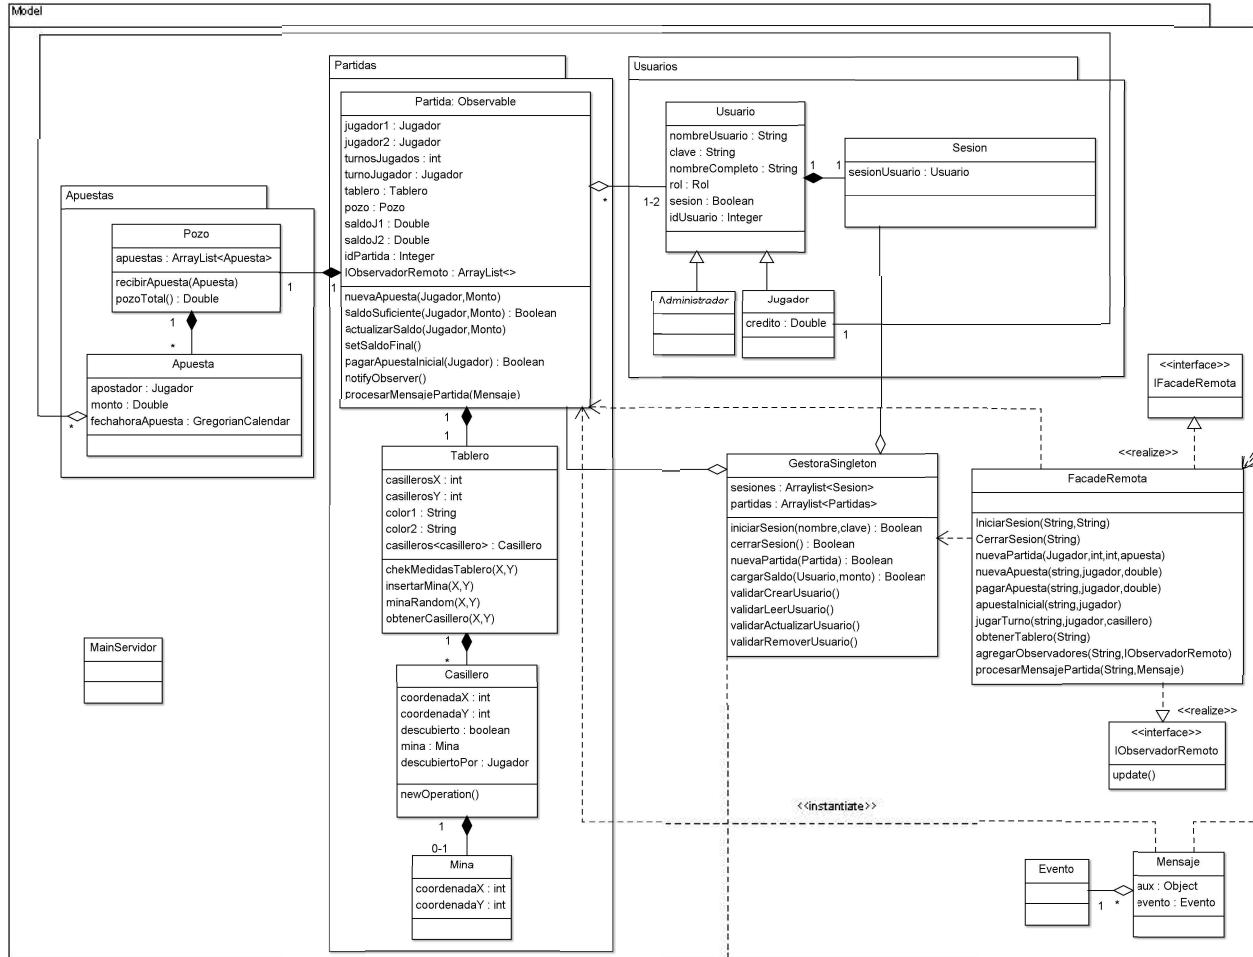 Model
Partidas
Partida: Observable
jugador1 : Jugador
jugador2 : Jugador
turnosJugados : int
turnoJugador : Jugador
tablero : Tablero
pozo : Pozo
saldoJ1 : Double
saldoJ2 : Double
idPartida : Integer
IObservadorRemoto : ArrayList<>
nuevaApuesta(Jugador,Monto)
saldoSuficiente(Jugador,Monto) : Boolean
actualizarSaldo(Jugador,Monto)
setSaldoFinal()
pagarApuestaInicial(Jugador) : Boolean
notifyObserver()
procesarMensajePartida(Mensaje)
Usuarios
Usuario
nombreUsuario : String
clave : String
nombreCompleto : String
rol : Rol
sesion : Boolean
idUsuario : Integer
1
1
Sesion
sesionUsuario : Usuario
*
1-2
Administrador
Jugador
credito : Double
1
Apuestas
Pozo
apuestas : ArrayList<Apuesta>
recibirApuesta(Apuesta)
pozoTotal() : Double
1
1
1
*
Apuesta
apostador : Jugador
monto : Double
fechahoraApuesta : GregorianCalendar
*
1
1
Tablero
casillerosX : int
casillerosY : int
color1 : String
color2 : String
casilleros<casillero> : Casillero
chekMedidasTablero(X,Y)
insertarMina(X,Y)
minaRandom(X,Y)
obtenerCasillero(X,Y)
1
*
Casillero
coordenadaX : int
coordenadaY : int
descubierto : boolean
mina : Mina
descubiertoPor : Jugador
newOperation()
1
0-1
Mina
coordenadaX : int
coordenadaY : int
MainServidor
GestoraSingleton
sesiones : Arraylist<Sesion>
partidas : Arraylist<Partidas>
iniciarSesion(nombre,clave) : Boolean
cerrarSesion() : Boolean
nuevaPartida(Partida) : Boolean
cargarSaldo(Usuario,monto) : Boolean
validarCrearUsuario()
validarLeerUsuario()
validarActualizarUsuario()
validarRemoverUsuario()
<<interface>>
IFacadeRemota
<<realize>>
FacadeRemota
IniciarSesion(String,String)
CerrarSesion(String)
nuevaPartida(Jugador,int,int,apuesta)
nuevaApuesta(string,jugador,double)
pagarApuesta(string,jugador,double)
apuestaInicial(string,jugador)
jugarTurno(string,jugador,casillero)
obtenerTablero(String)
agregarObservadores(String,IObservadorRemoto)
procesarMensajePartida(String,Mensaje)
<<realize>>
<<interface>>
IObservadorRemoto
update()
<<instantiate>>
Evento
1
*
Mensaje
aux : Object
evento : Evento